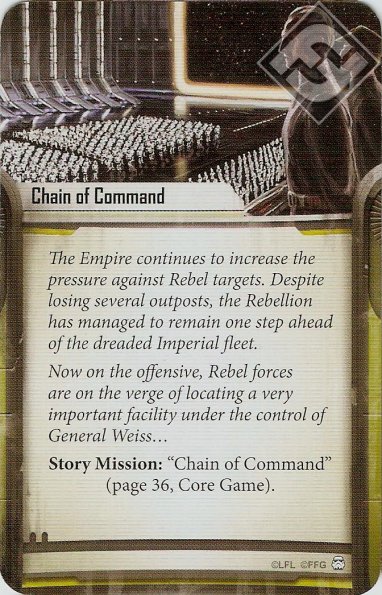 Chain of Command
The Empire continues to increase the
pressure against Rebel targets. Despite
losing several outposts, the Rebellion
has managed to remain one step ahead
of the dreaded Imperial fleet.
Now on the offensive, Rebel forces
are on the verge of locating a very
important facility under the control of
General Weiss…
Story Mission: “Chain of Command”
(page 36, Core Game).
©LFL ©FFG